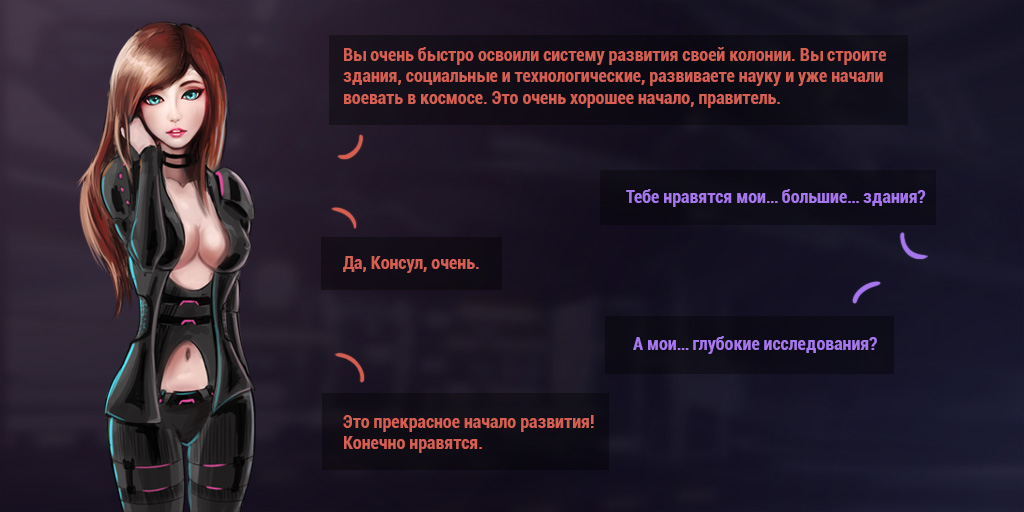 Вы очень быстро освоили систему развития своей колонии. Вы строите
здания, социальные и технологические, развиваете науку и уже начали
воевать в космосе. Это очень хорошее начало, правитель.
Тебе нравятся мои... большие... здания?
Да, Консул, очень.
А мои... глубокие исследования?
Это прекрасное начало развития!
Конечно нравятся.